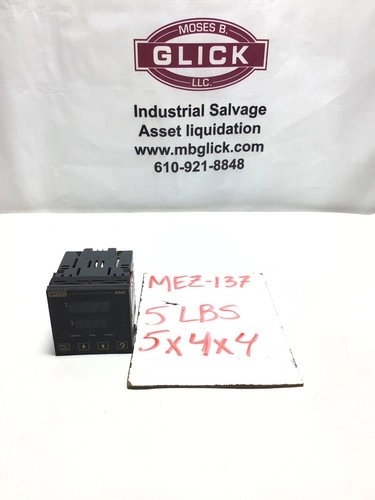 MOSES B.
GLICK
LLC.
Industrial Salvage
Asset liquidation
www.mbglick.com
610-921-8848
MEZ-137
5 LBS
5x4x4